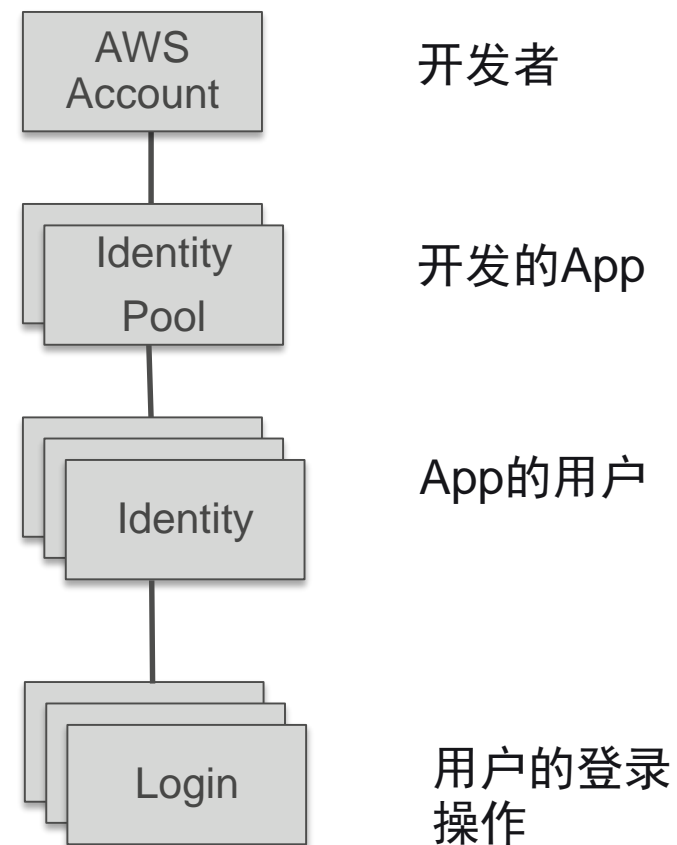 AWS
Account
开发者
Identity
Pool
开发的App
Identity
App的用户
Login
用户的登录
操作